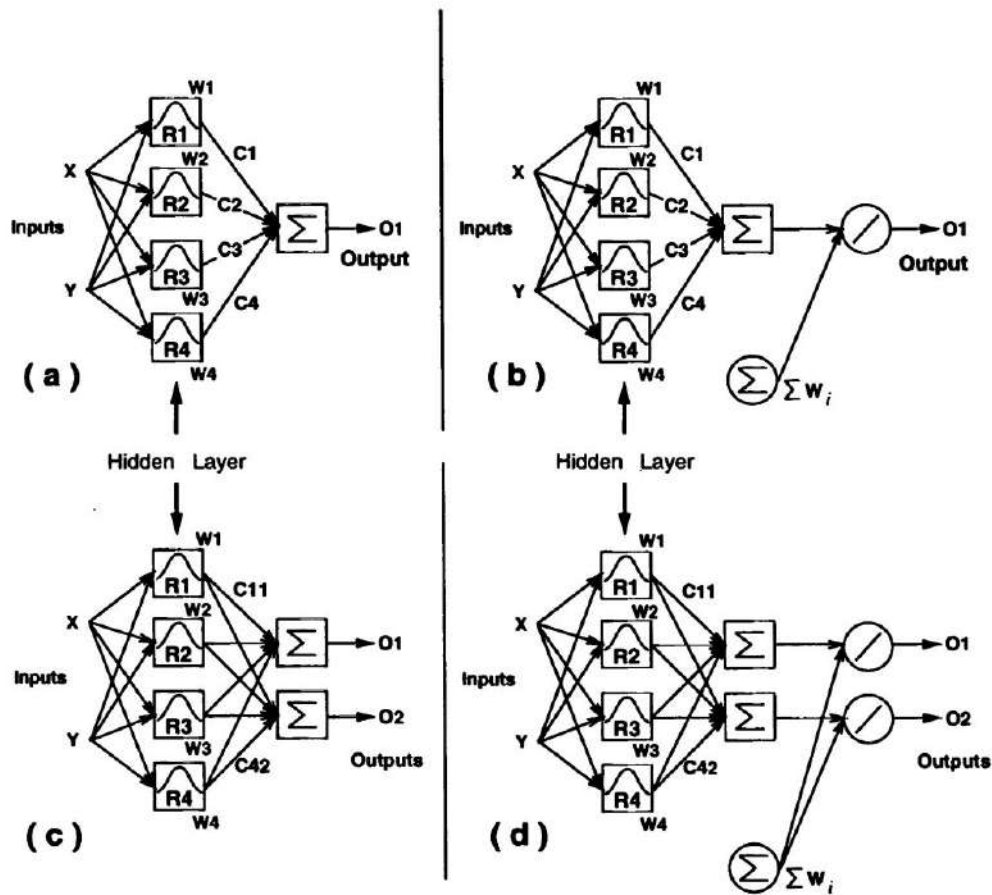 W1
R1
W2
X
C1
R2
C2
Σ
O1
Inputs
Output
C3
R3
Y
W3
C4
R4
(a)
W4
W1
R1
W2
X
C1
R2
C2
Σ
O1
Inputs
Output
C3
R3
Y
W3
C4
R4
(b)
W4
Σ
Σ Wi
Hidden Layer
Hidden Layer
W1
R1
C11
W2
X
R2
Σ
O1
Inputs
R3
Σ
O2
Y
W3
Outputs
C42
R4
(c)
W4
W1
R1
C11
W2
X
R2
Σ
O1
Inputs
R3
Σ
O2
Y
W3
Outputs
C42
R4
(d)
W4
Σ
Σ Wi